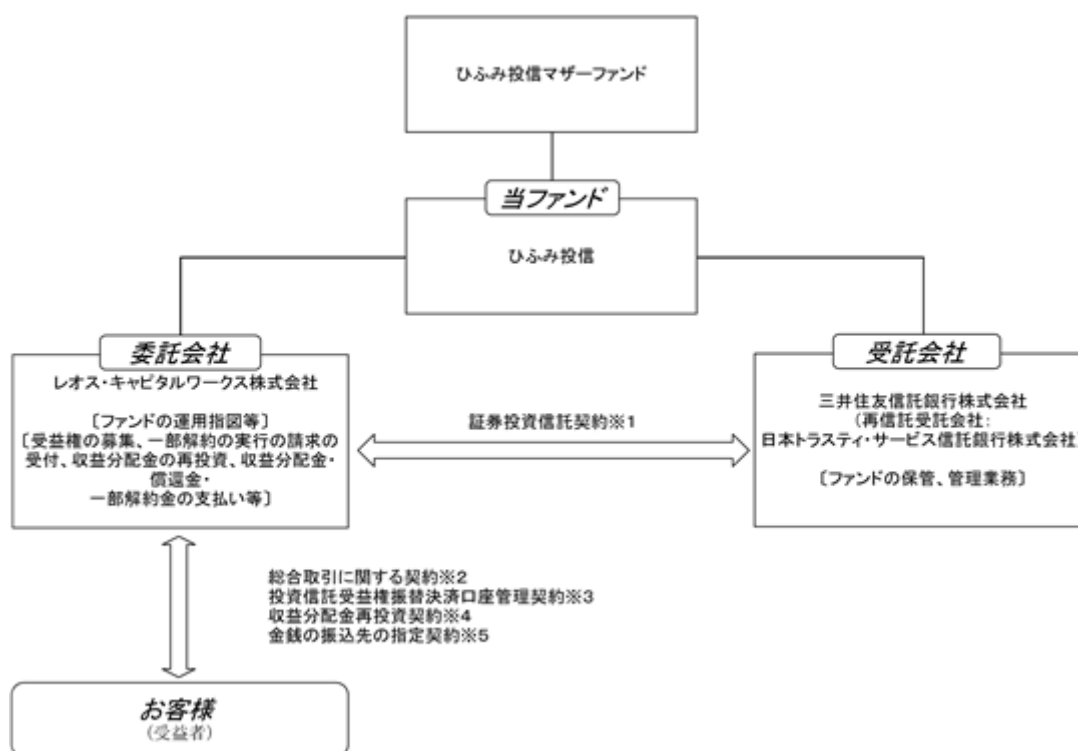 ひふみ投信マザーファンド
当ファンド
ひふみ投信
委託会社
レオス・キャピタルワークス株式会社
〔ファンドの運用指図等〕
〔受益権の募集、一部解約の実行の請求の
受付、収益分配金の再投資、収益分配金・
償還金・
一部解約金の支払い等〕
証券投資信託契約※1
受託会社
三井住友信託銀行株式会社
(再信託受託会社:
日本トラスティ・サービス信託銀行株式会社)
〔ファンドの保管、管理業務〕
総合取引に関する契約※2
投資信託受益権振替決済口座管理契約※3
収益分配金再投資契約※4
金銭の振込先の指定契約※5
お客様
(受益者)